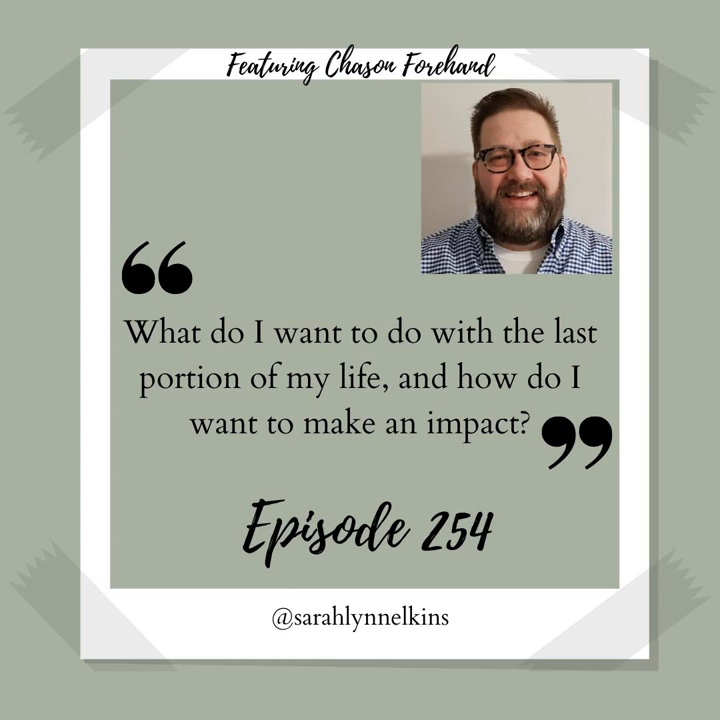 Featuring Chason Forehand
“
What do I want to do with the last
portion of my life, and how do I
want to make an impact?
”
Episode 254
@sarahlynnelkins